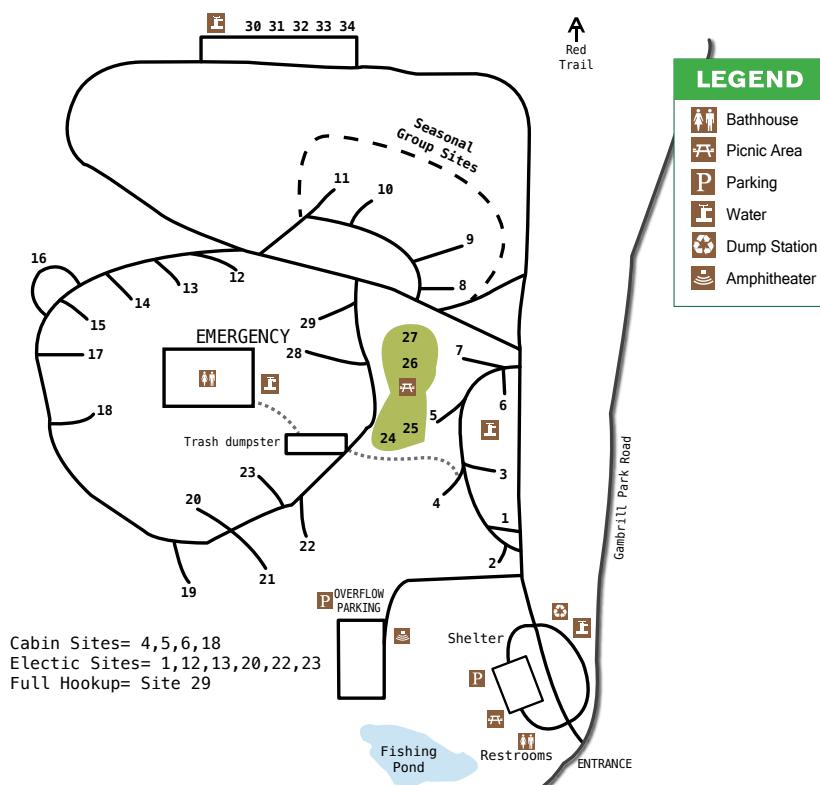 30 31 32 33 34
Red
Trail
LEGEND
Bathhouse
Picnic Area
P Parking
Water
Dump Station
Amphitheater
Seasonal
Group Sites
11
10
9
8
16
12
13
14
15
17
18
29
28
EMERGENCY
27
26
25
24
7
6
5
3
4
1
2
Trash dumpster
23
20
22
21
19
Gambrill Park Road
P OVERFLOW
PARKING
Shelter
P
Cabin Sites= 4,5,6,18
Electic Sites= 1,12,13,20,22,23
Full Hookup= Site 29
Fishing
Pond
Restrooms
ENTRANCE